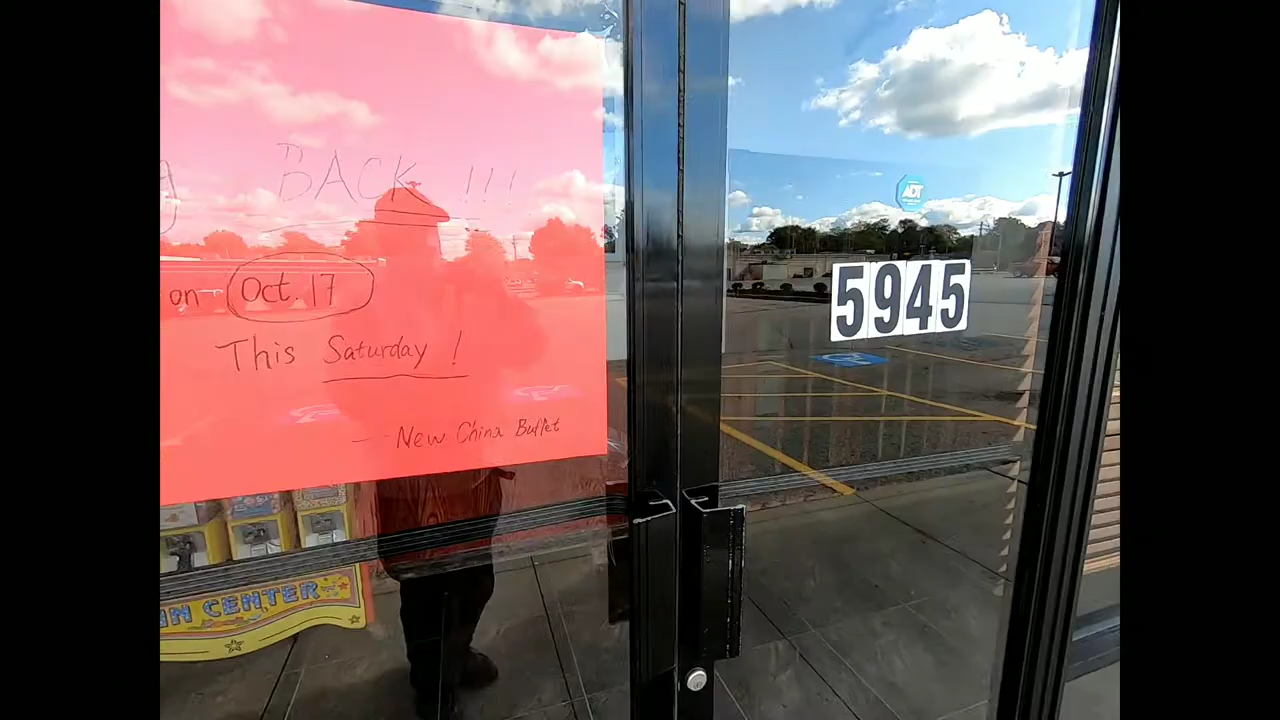 BACK !!!
on Oct. 17
This Saturday !
— New China Buffet
ADT
5945
CENTER